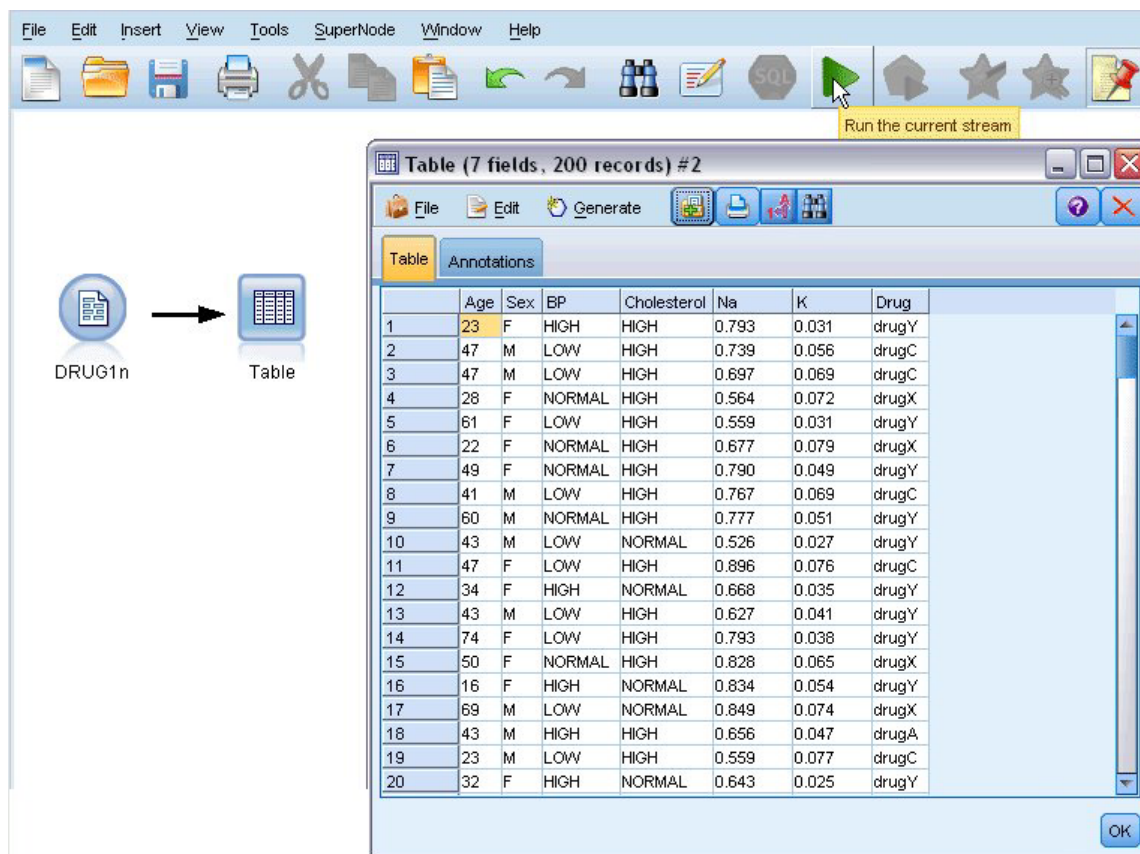 File Edit Insert View Tools SuperNode Window Help
SQL
Run the current stream
Table (7 fields, 200 records) #2
File Edit Generate
Table Annotations
DRUG1n Table
Age Sex BP Cholesterol Na K Drug
1 23 F HIGH HIGH 0.793 0.031 drugY
2 47 M LOW HIGH 0.739 0.056 drugC
3 47 M LOW HIGH 0.697 0.069 drugC
4 28 F NORMAL HIGH 0.564 0.072 drugX
5 61 F LOW HIGH 0.559 0.031 drugY
6 22 F NORMAL HIGH 0.677 0.079 drugX
7 49 F NORMAL HIGH 0.790 0.049 drugY
8 41 M LOW HIGH 0.767 0.069 drugC
9 60 M NORMAL HIGH 0.777 0.051 drugY
10 43 M LOW NORMAL 0.526 0.027 drugY
11 47 F LOW HIGH 0.896 0.076 drugC
12 34 F HIGH NORMAL 0.668 0.035 drugY
13 43 M LOW HIGH 0.627 0.041 drugY
14 74 F LOW HIGH 0.793 0.038 drugY
15 50 F NORMAL HIGH 0.828 0.065 drugX
16 16 F HIGH NORMAL 0.834 0.054 drugY
17 69 M LOW NORMAL 0.849 0.074 drugX
18 43 M HIGH HIGH 0.656 0.047 drugA
19 23 M LOW HIGH 0.559 0.077 drugC
20 32 F HIGH NORMAL 0.643 0.025 drugY
OK